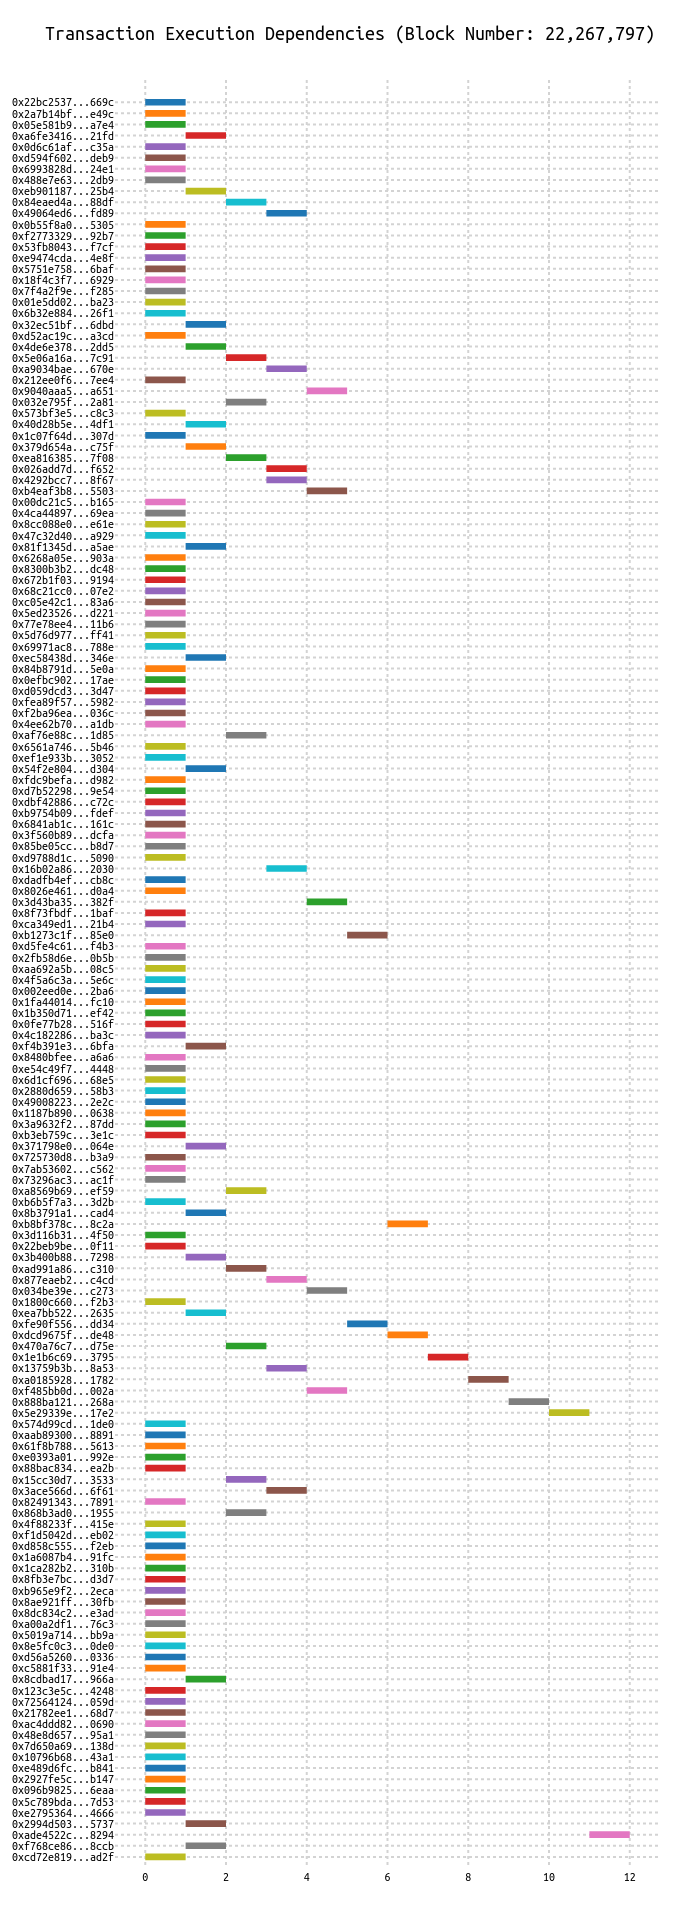 Transaction Execution Dependencies (Block Number: 22,267,797)
0x22bc2537...669c
0x2a7b14bf...e49c
0x05e581b9...a7e4
0xa6fe3416...21fd
0x0d6c61af...c35a
0xd594f602...deb9
0x6993828d...24e1
0x488e7e63...2db9
0xeb901187...25b4
0x84eaed4a...88df
0x49064ed6...fd89
0x0b55f8a0...5305
0xf2773329...92b7
0x53fb8043...f7cf
0xe9474cda...4e8f
0x5751e758...6baf
0x18f4c3f7...6929
0x7f4a2f9e...f285
0x01e5dd02...ba23
0x6b32e884...26f1
0x32ec51bf...6dbd
0xd52ac19c...a3cd
0x4de6e378...2dd5
0x5e06a16a...7c91
0xa9034bae...670e
0x212ee0f6...7ee4
0x9040aaa5...a651
0x032e795f...2a81
0x573bf3e5...c8c3
0x40d28b5e...4df1
0x1c07f64d...307d
0x379d654a...c75f
0xea816385...7f08
0x026add7d...f652
0x4292bcc7...8f67
0xb4eaf3b8...5503
0x00dc21c5...b165
0x4ca44897...69ea
0x8cc088e0...e61e
0x47c32d40...a929
0x81f1345d...a5ae
0x6268a05e...903a
0x8300b3b2...dc48
0x672b1f03...9194
0x68c21cc0...07e2
0xc05e42c1...83a6
0x5ed23526...d221
0x77e78ee4...11b6
0x5d76d977...ff41
0x69971ac8...788e
0xec58438d...346e
0x84b8791d...5e0a
0x0efbc902...17ae
0xd059dcd3...3d47
0xfea89f57...5982
0xf2ba96ea...036c
0x4ee62b70...a1db
0xaf76e88c...1d85
0x6561a746...5b46
0xef1e933b...3052
0x54f2e804...d304
0xfdc9befa...d982
0xd7b52298...9e54
0xdbf42886...c72c
0xb9754b09...fdef
0x6841ab1c...161c
0x3f560b89...dcfa
0x85be05cc...b8d7
0xd9788d1c...5090
0x16b02a86...2030
0xdadfb4ef...cb8c
0x8026e461...d0a4
0x3d43ba35...382f
0x8f73fbdf...1baf
0xca349ed1...21b4
0xb1273c1f...85e0
0xd5fe4c61...f4b3
0x2fb58d6e...0b5b
0xaa692a5b...08c5
0x4f5a6c3a...5e6c
0x002eed0e...2ba6
0x1fa44014...fc10
0x1b350d71...ef42
0x0fe77b28...516f
0x4c182286...ba3c
0xf4b391e3...6bfa
0x8480bfee...a6a6
0xe54c49f7...4448
0x6d1cf696...68e5
0x2880d659...58b3
0x49008223...2e2c
0x1187b890...0638
0x3a9632f2...87dd
0xb3eb759c...3e1c
0x371798e0...064e
0x725730d8...b3a9
0x7ab53602...c562
0x73296ac3...ac1f
0xa8569b69...ef59
0xb6b5f7a3...3d2b
0x8b3791a1...cad4
0xb8bf378c...8c2a
0x3d116b31...4f50
0x22beb9be...0f11
0x3b400b88...7298
0xad991a86...c310
0x877eaeb2...c4cd
0x034be39e...c273
0x1800c660...f2b3
0xea7bb522...2635
0xfe90f556...dd34
0xdcd9675f...de48
0x470a76c7...d75e
0x1e1b6c69...3795
0x13759b3b...8a53
0xa0185928...1782
0xf485bb0d...002a
0x888ba121...268a
0x5e29339e...17e2
0x574d99cd...1de0
0xaab89300...8891
0x61f8b788...5613
0xe0393a01...992e
0x88bac834...ea2b
0x15cc30d7...3533
0x3ace566d...6f61
0x82491343...7891
0x868b3ad0...1955
0x4f88233f...415e
0xf1d5042d...eb02
0xd858c555...f2eb
0x1a6087b4...91fc
0x1ca282b2...310b
0x8fb3e7bc...d3d7
0xb965e9f2...2eca
0x8ae921ff...30fb
0x8dc834c2...e3ad
0xa00a2df1...76c3
0x5019a714...bb9a
0x8e5fc0c3...0de0
0xd56a5260...0336
0xc5881f33...91e4
0x8cdbad17...966a
0x123c3e5c...4248
0x72564124...059d
0x21782ee1...68d7
0xac4ddd82...0690
0x48e8d657...95a1
0x7d650a69...138d
0x10796b68...43a1
0xe489d6fc...b841
0x2927fe5c...b147
0x096b9825...6eaa
0x5c789bda...7d53
0xe2795364...4666
0x2994d503...5737
0xade4522c...8294
0xf768ce86...8ccb
0xcd72e819...ad2f
0 2 4 6 8 10 12